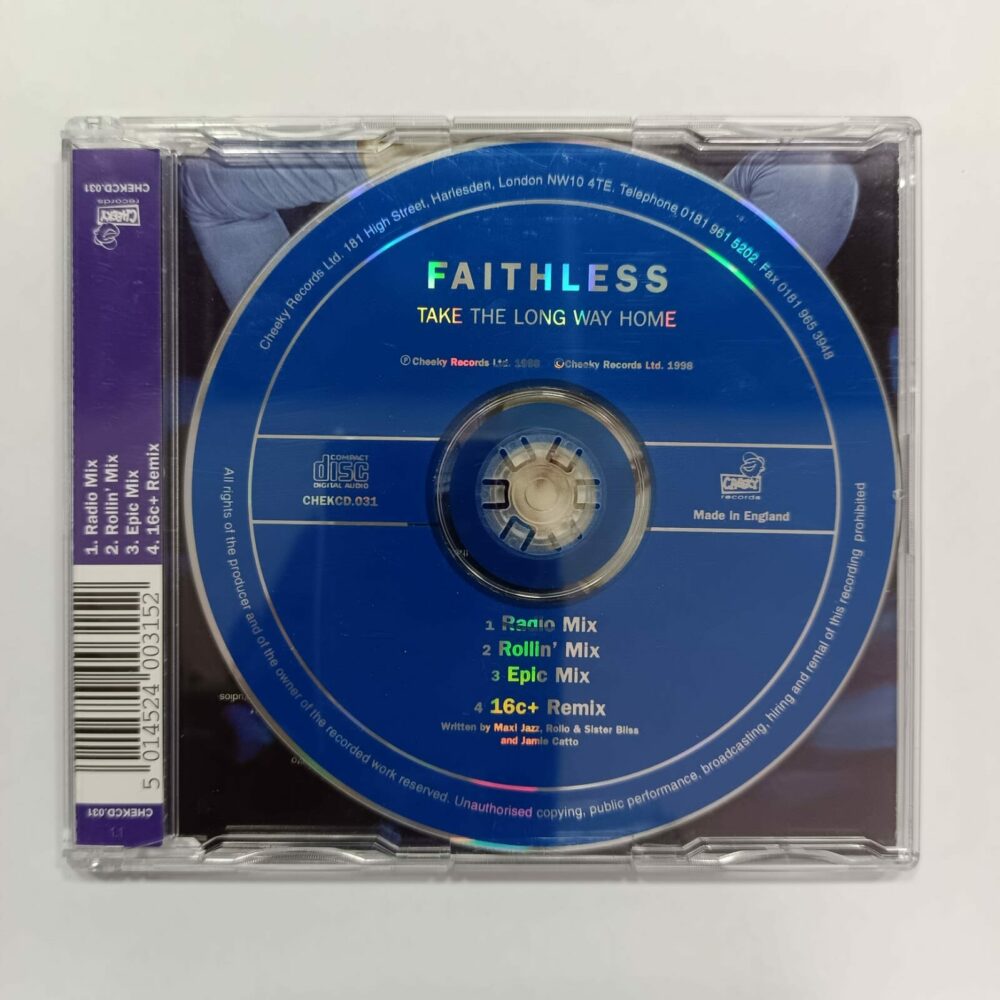 CHEKCD.031
CHEEKY
records
1. Radio Mix
2. Rollin' Mix
3. Epic Mix
4. 16c+ Remix
5 014524 003152
CHEKCD.031
1.1
Cheeky Records Ltd. 181 High Street, Harlesden, London NW10 4TE. Telephone 0181 961 5202. Fax 0181 965 3948
FAITHLESS
TAKE THE LONG WAY HOME
℗Cheeky Records Ltd. 1998 ©Cheeky Records Ltd. 1998
COMPACT
disc
DIGITAL AUDIO
CHEKCD.031
CHEEKY
records
Made in England
1 Radio Mix
2 Rollin' Mix
3 Epic Mix
4 16c+ Remix
Written by Maxi Jazz, Rollo & Sister Bliss
and Jamie Catto
All rights of the producer and of the owner of the recorded work reserved. Unauthorised copying, public performance, broadcasting, hiring and rental of this recording prohibited